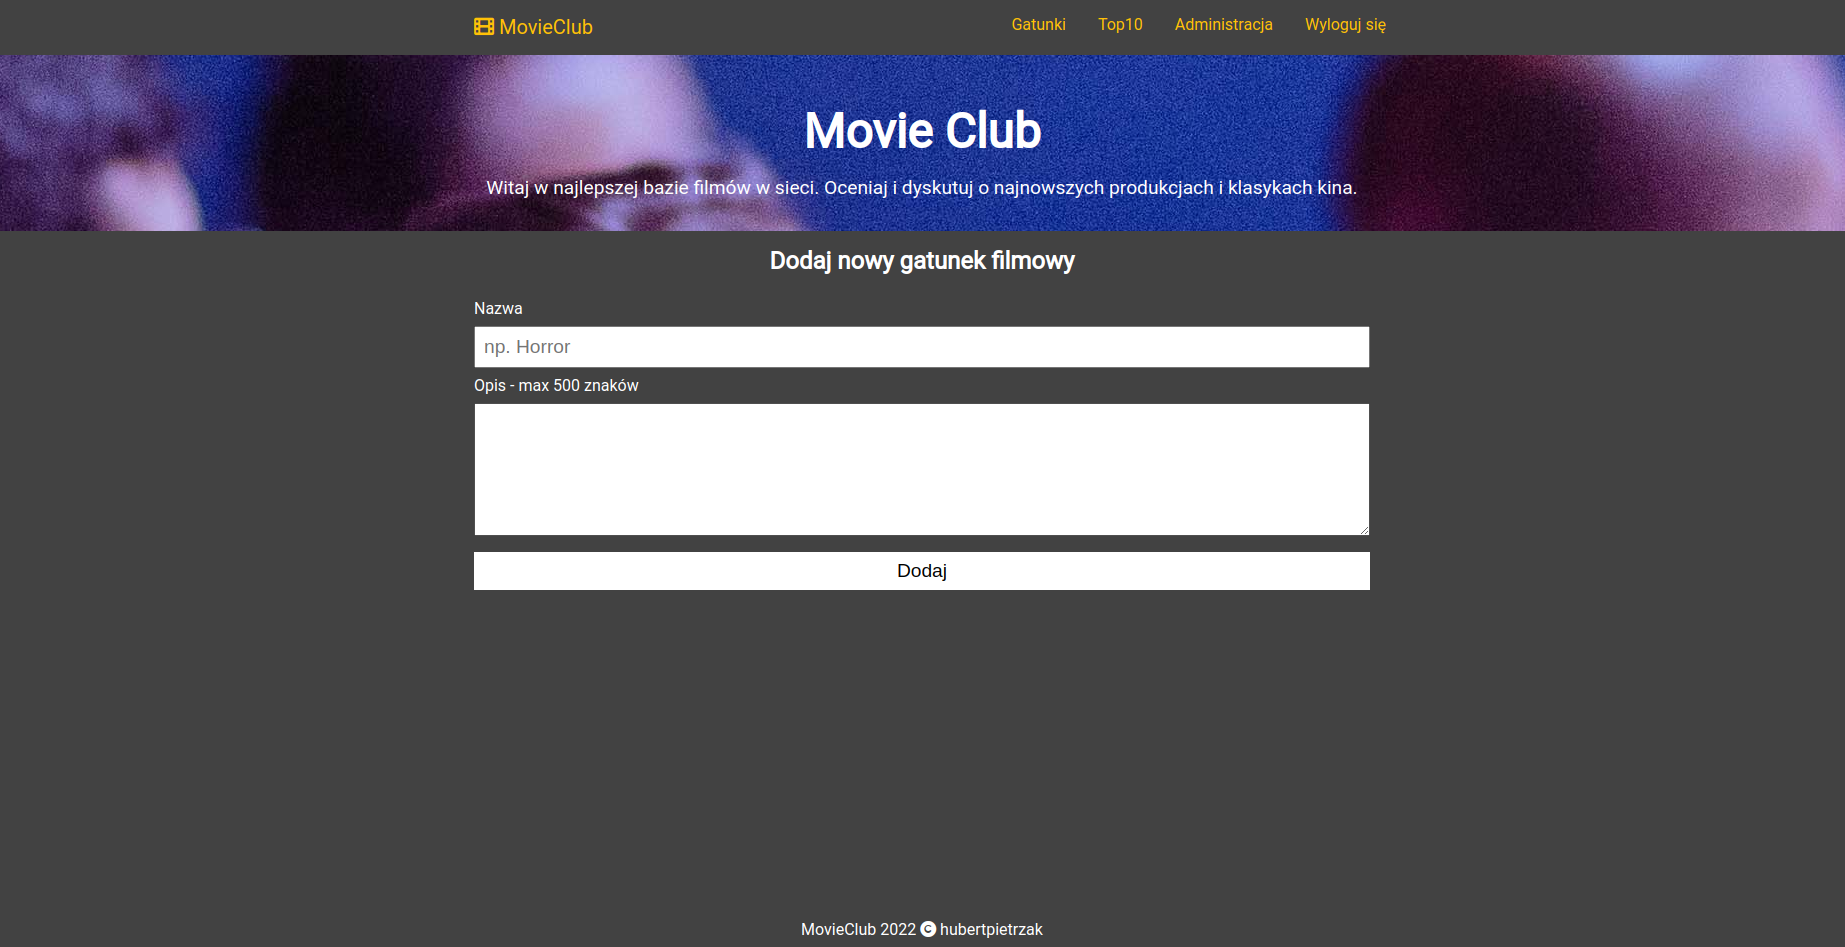 MovieClub Gatunki Top10 Administracja Wyloguj się
Movie Club
Witaj w najlepszej bazie filmów w sieci. Oceniaj i dyskutuj o najnowszych produkcjach i klasykach kina.
Dodaj nowy gatunek filmowy
Nazwa
np. Horror
Opis - max 500 znaków
Dodaj
MovieClub 2022 © hubertpietrzak